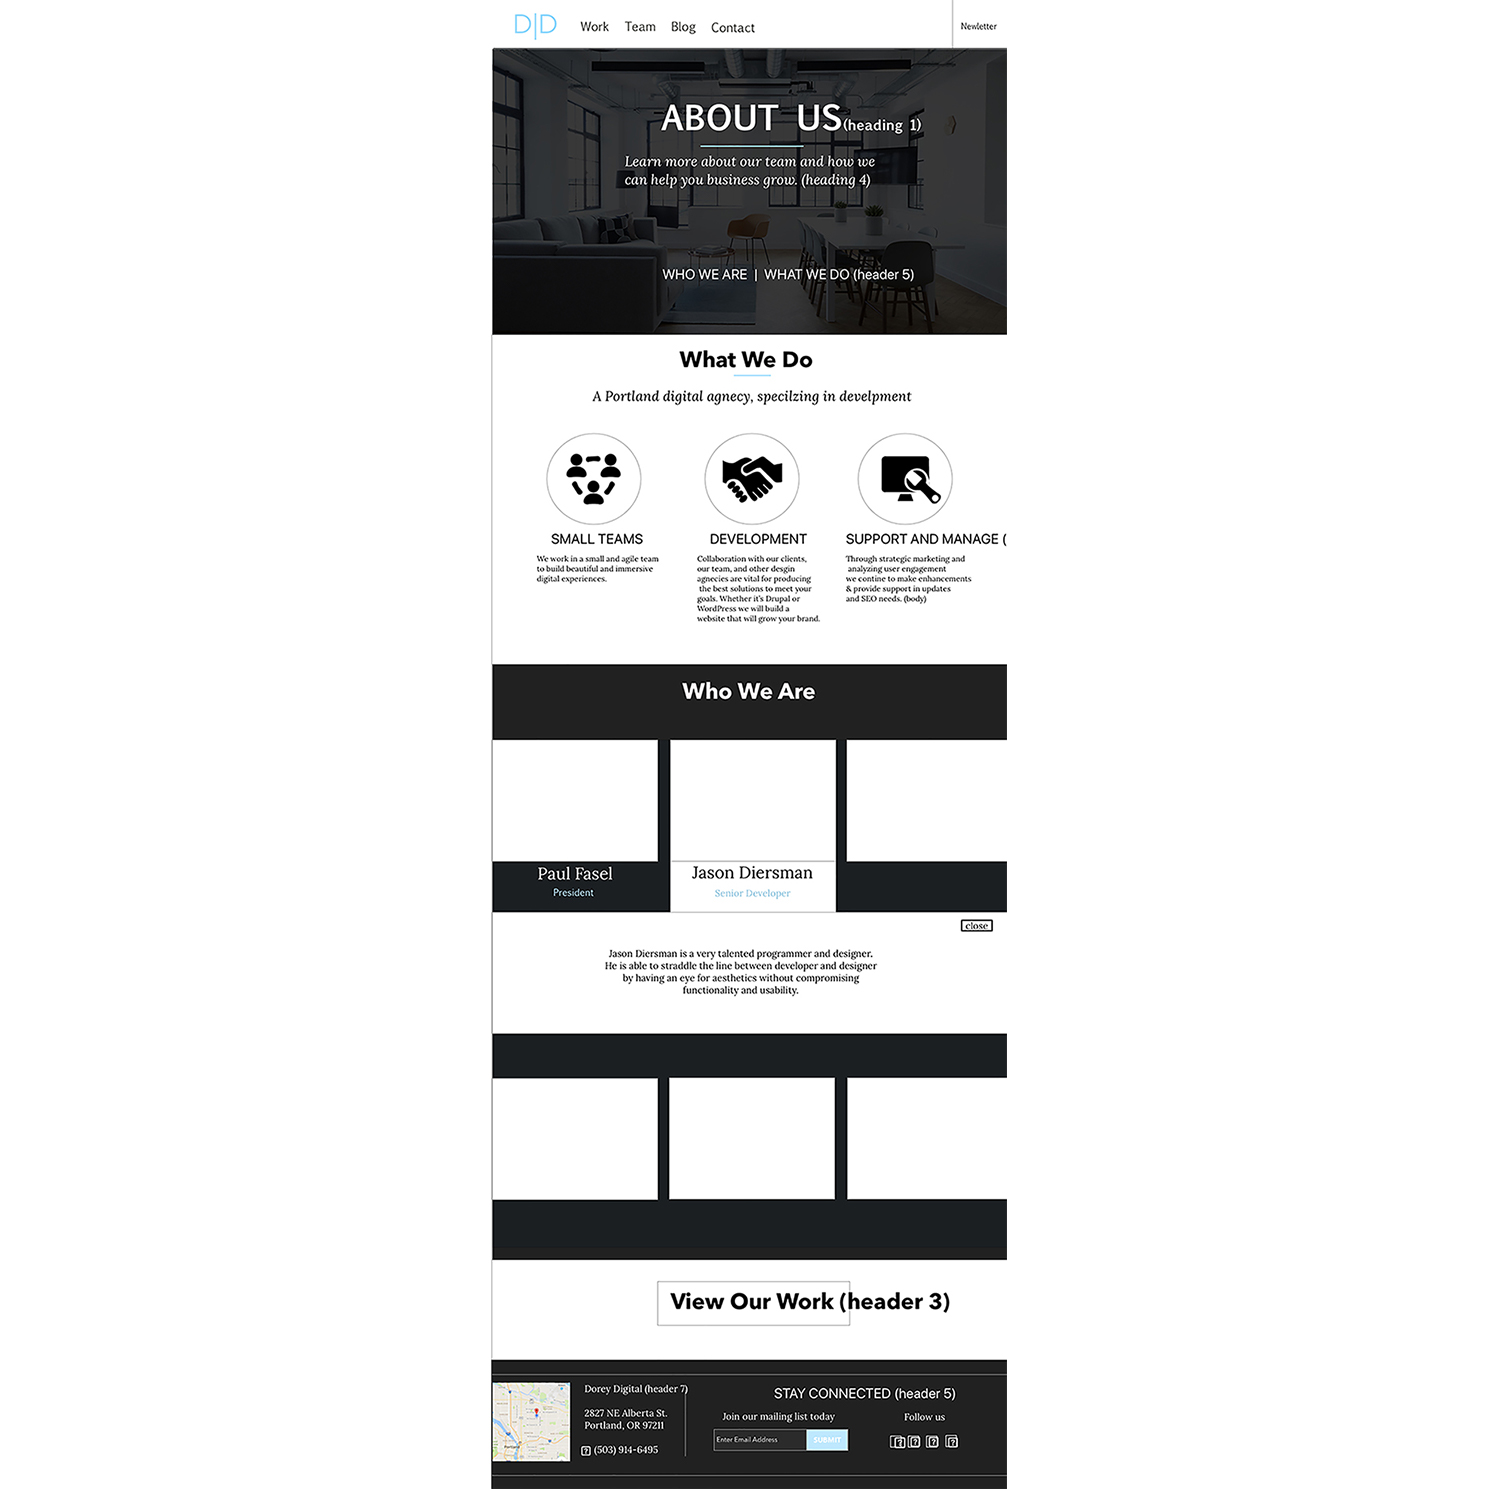 D|D Work Team Blog Contact Newletter
ABOUT US(heading 1)
Learn more about our team and how we
can help you business grow. (heading 4)
WHO WE ARE | WHAT WE DO (header 5)
What We Do
A Portland digital agnecy, specilzing in develpment
SMALL TEAMS
We work in a small and agile team
to build beautiful and immersive
digital experiences.
DEVELOPMENT
Collaboration with our clients,
our team, and other desgin
agnecies are vital for producing
the best solutions to meet your
goals. Whether it's Drupal or
WordPress we will build a
website that will grow your brand.
SUPPORT AND MANAGE (
Through strategic marketing and
analyzing user engagement
we contine to make enhancements
& provide support in updates
and SEO needs. (body)
Who We Are
Paul Fasel
President
Jason Diersman
Senior Developer
close
Jason Diersman is a very talented programmer and designer.
He is able to straddle the line between developer and designer
by having an eye for aesthetics without compromising
functionality and usability.
View Our Work (header 3)
Portland
Dorey Digital (header 7)
2827 NE Alberta St.
Portland, OR 97211
(503) 914-6495
STAY CONNECTED (header 5)
Join our mailing list today
Enter Email Address SUBMIT
Follow us